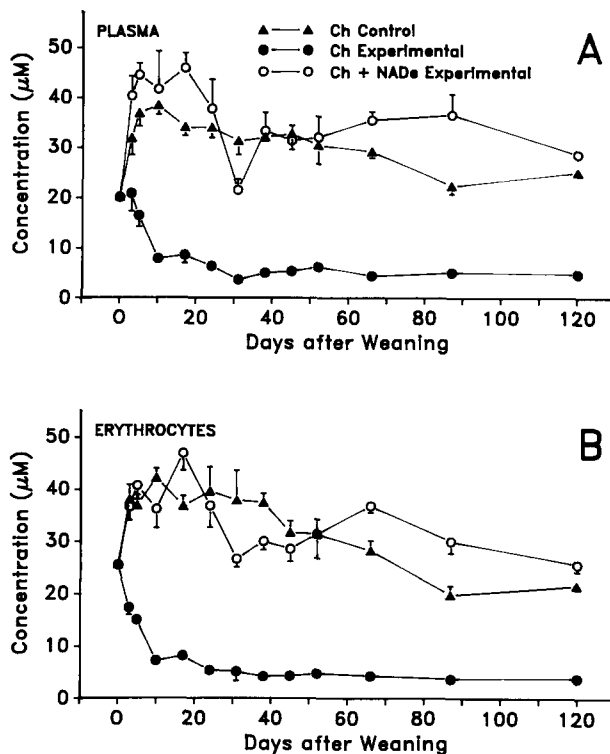 PLASMA
Ch Control
Ch Experimental
Ch + NADe Experimental
A
Concentration (μM)
50
40
30
20
10
0
0 20 40 60 80 100 120
Days after Weaning
ERYTHROCYTES
B
Concentration (μM)
50
40
30
20
10
0
0 20 40 60 80 100 120
Days after Weaning